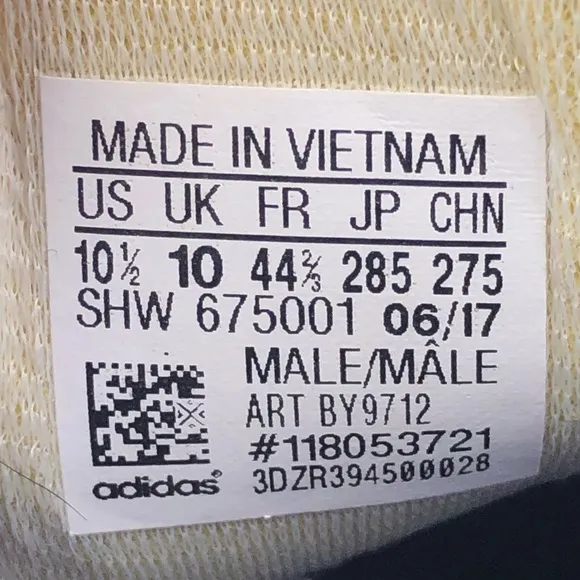 MADE IN VIETNAM
US UK FR JP CHN
10½ 10 44⅔ 285 275
SHW 675001 06/17
MALE/MÂLE
ART BY9712
#118053721
adidas® 3DZR394500028